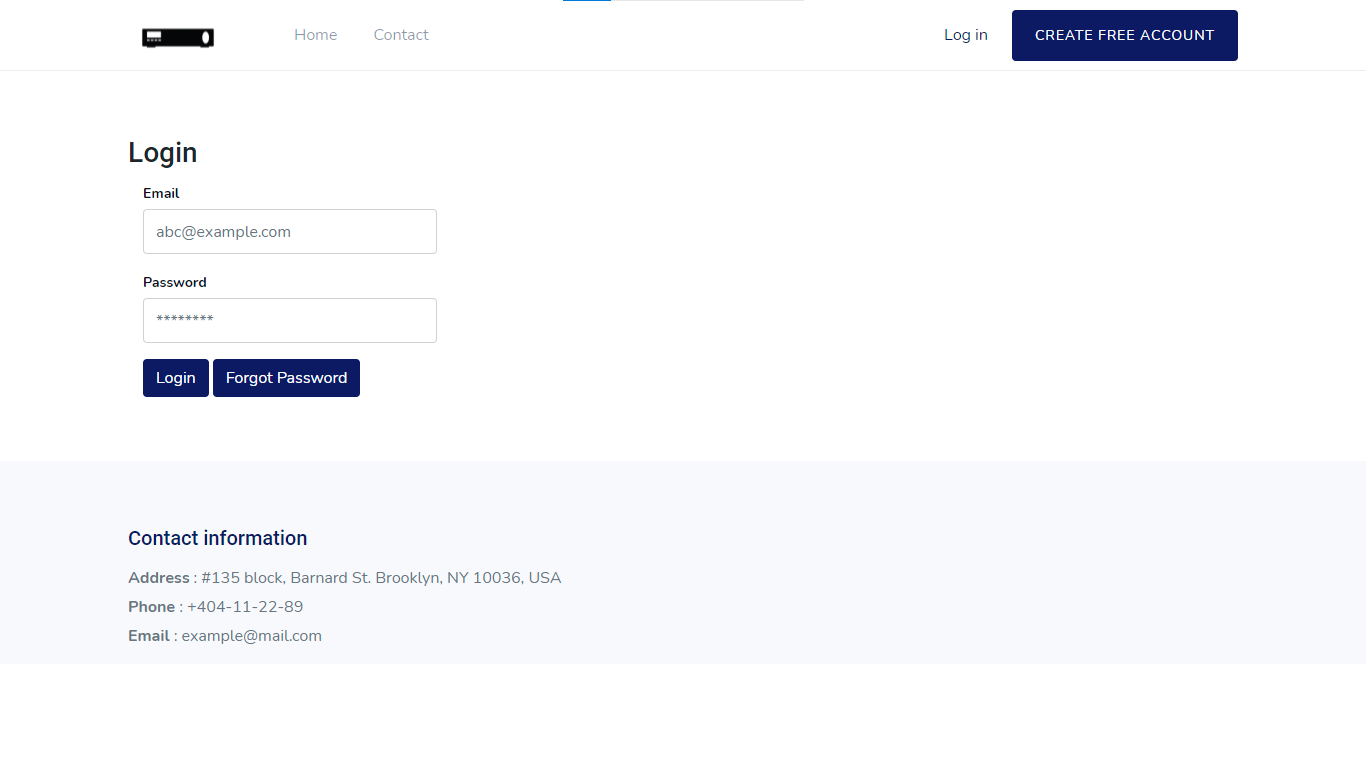 Home Contact Log in CREATE FREE ACCOUNT
Login
Email
abc@example.com
Password
********
Login Forgot Password
Contact information
Address : #135 block, Barnard St. Brooklyn, NY 10036, USA
Phone : +404-11-22-89
Email : example@mail.com